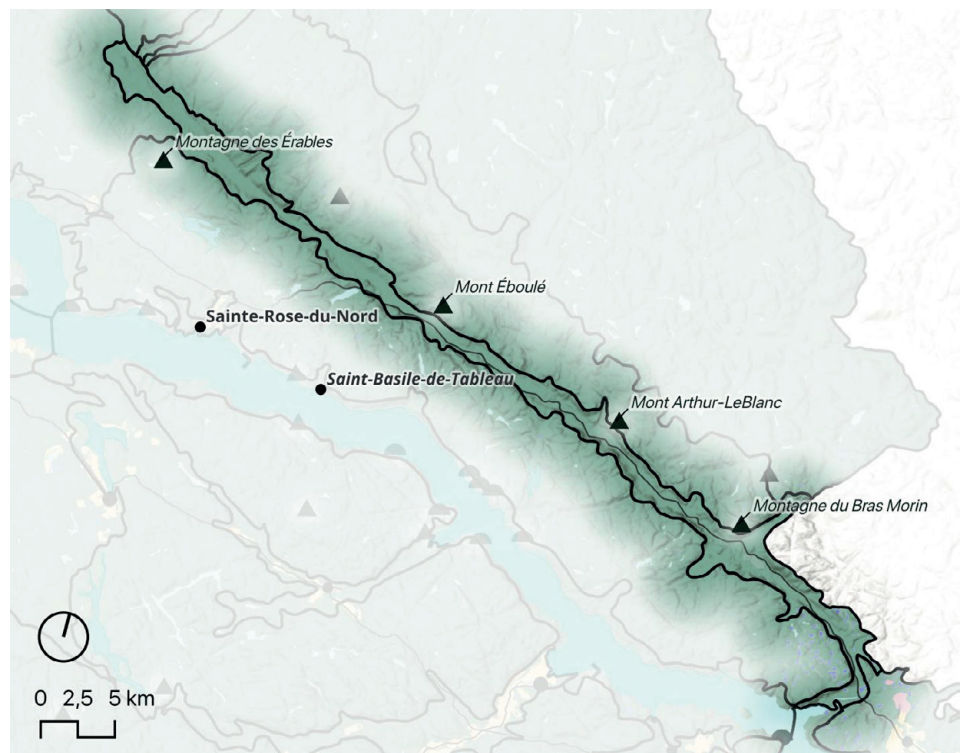 Montagne des Érables
Mont Éboulé
Sainte-Rose-du-Nord
Saint-Basile-de-Tableau
Mont Arthur-LeBlanc
Montagne du Bras Morin
0 2,5 5 km